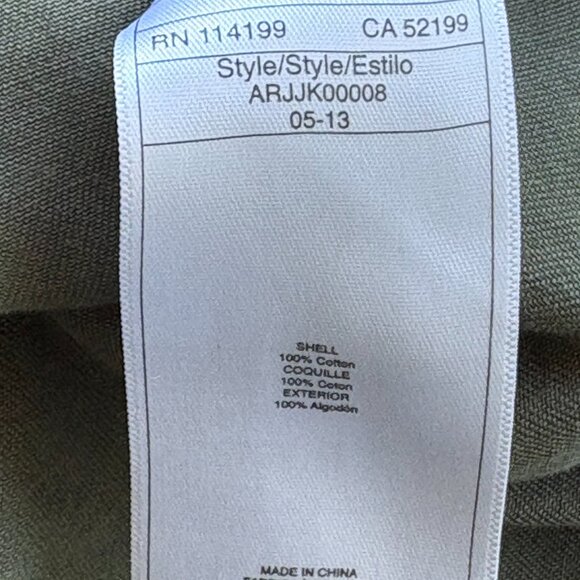 RN 114199 CA 52199
Style/Style/Estilo
ARJJK00008
05-13
SHELL
100% Cotton
COQUILLE
100% Coton
EXTERIOR
100% Algodón
MADE IN CHINA